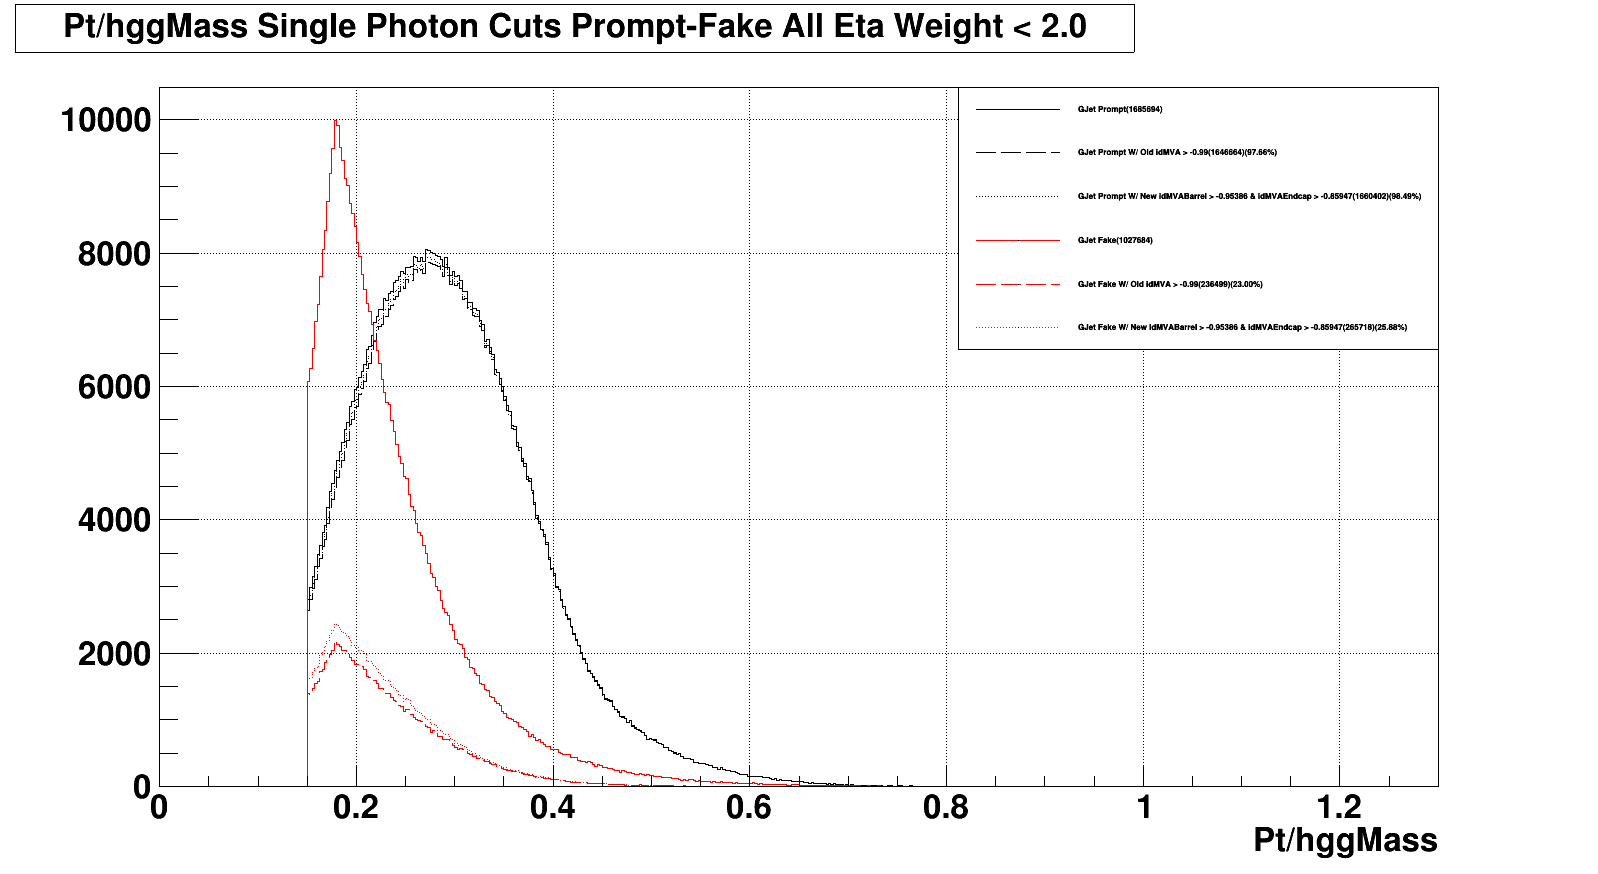 Pt/hggMass Single Photon Cuts Prompt-Fake All Eta Weight < 2.0
GJet Prompt(1685694)
GJet Prompt W/ Old idMVA > -0.99(1646664)(97.66%)
GJet Prompt W/ New idMVABarrel > -0.95386 & idMVAEndcap > -0.85947(1660402)(98.49%)
GJet Fake(1027684)
GJet Fake W/ Old idMVA > -0.99(236499)(23.00%)
GJet Fake W/ New idMVABarrel > -0.95386 & idMVAEndcap > -0.85947(265718)(25.88%)
10000
8000
6000
4000
2000
0
0 0.2 0.4 0.6 0.8 1 1.2
Pt/hggMass